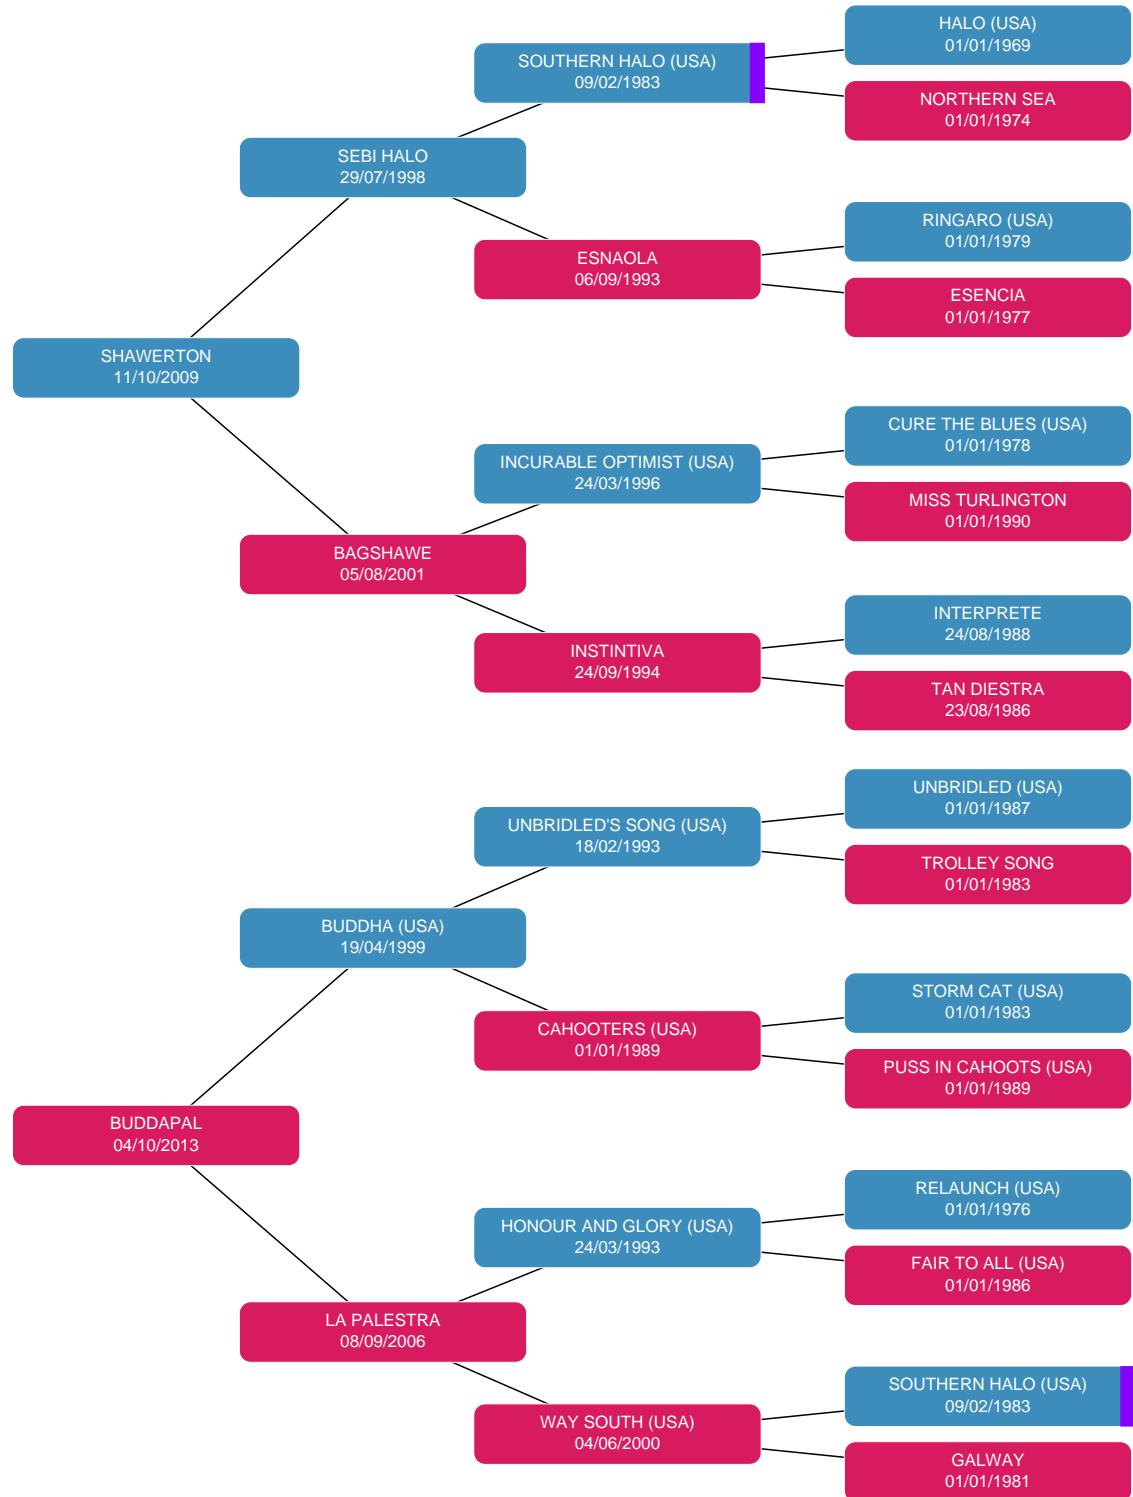 HALO (USA)
01/01/1969
SOUTHERN HALO (USA)
09/02/1983
NORTHERN SEA
01/01/1974
SEBI HALO
29/07/1998
RINGARO (USA)
01/01/1979
ESNAOLA
06/09/1993
ESENCIA
01/01/1977
SHAWERTON
11/10/2009
CURE THE BLUES (USA)
01/01/1978
INCURABLE OPTIMIST (USA)
24/03/1996
MISS TURLINGTON
01/01/1990
BAGSHAWE
05/08/2001
INTERPRETE
24/08/1988
INSTINTIVA
24/09/1994
TAN DIESTRA
23/08/1986
UNBRIDLED (USA)
01/01/1987
UNBRIDLED'S SONG (USA)
18/02/1993
TROLLEY SONG
01/01/1983
BUDDHA (USA)
19/04/1999
STORM CAT (USA)
01/01/1983
CAHOOTERS (USA)
01/01/1989
PUSS IN CAHOOTS (USA)
01/01/1989
BUDDAPAL
04/10/2013
RELAUNCH (USA)
01/01/1976
HONOUR AND GLORY (USA)
24/03/1993
FAIR TO ALL (USA)
01/01/1986
LA PALESTRA
08/09/2006
SOUTHERN HALO (USA)
09/02/1983
WAY SOUTH (USA)
04/06/2000
GALWAY
01/01/1981